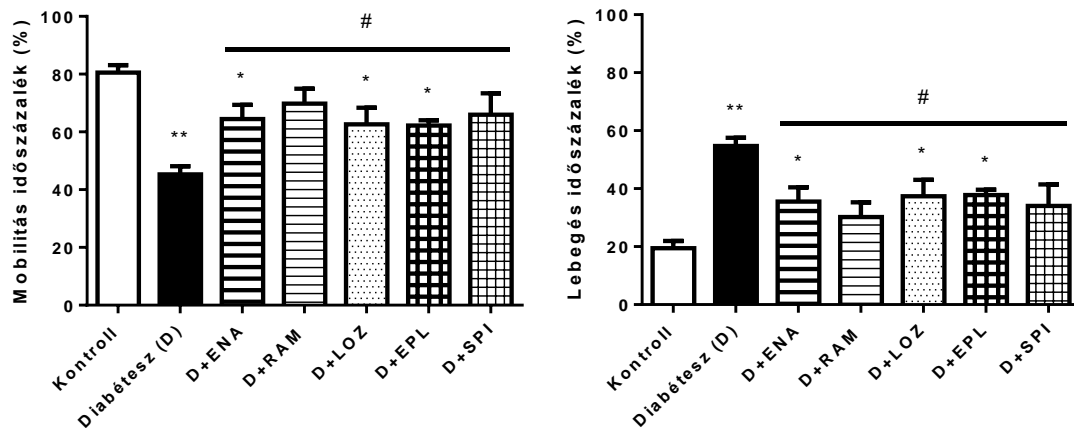 Mobilitás időszázalék (%)
100
80
60
40
20
0
#
*
*
*
**
Kontroll
Diabétesz (D)
D+ENA
D+RAM
D+LOZ
D+EPL
D+SPI
Lebegés időszázalék (%)
100
80
60
40
20
0
#
**
*
*
*
Kontroll
Diabétesz (D)
D+ENA
D+RAM
D+LOZ
D+EPL
D+SPI